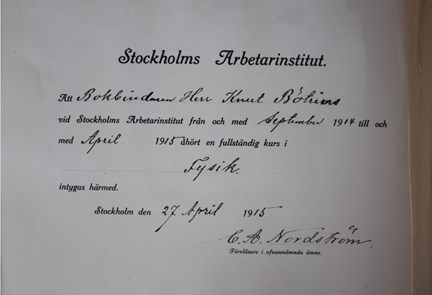 Stockholms Arbetarinstitut.
Att Bokbindaren Herr Knut
vid Stockholms Arbetarinstitut från och med September 1914 till och
med April 1915 åhört en fullständig kurs i
Fysik
intygas härmed.
Stockholm den 27 April 1915
C. A. Nordström.
Föreläsare i ofvannämnda ämne.